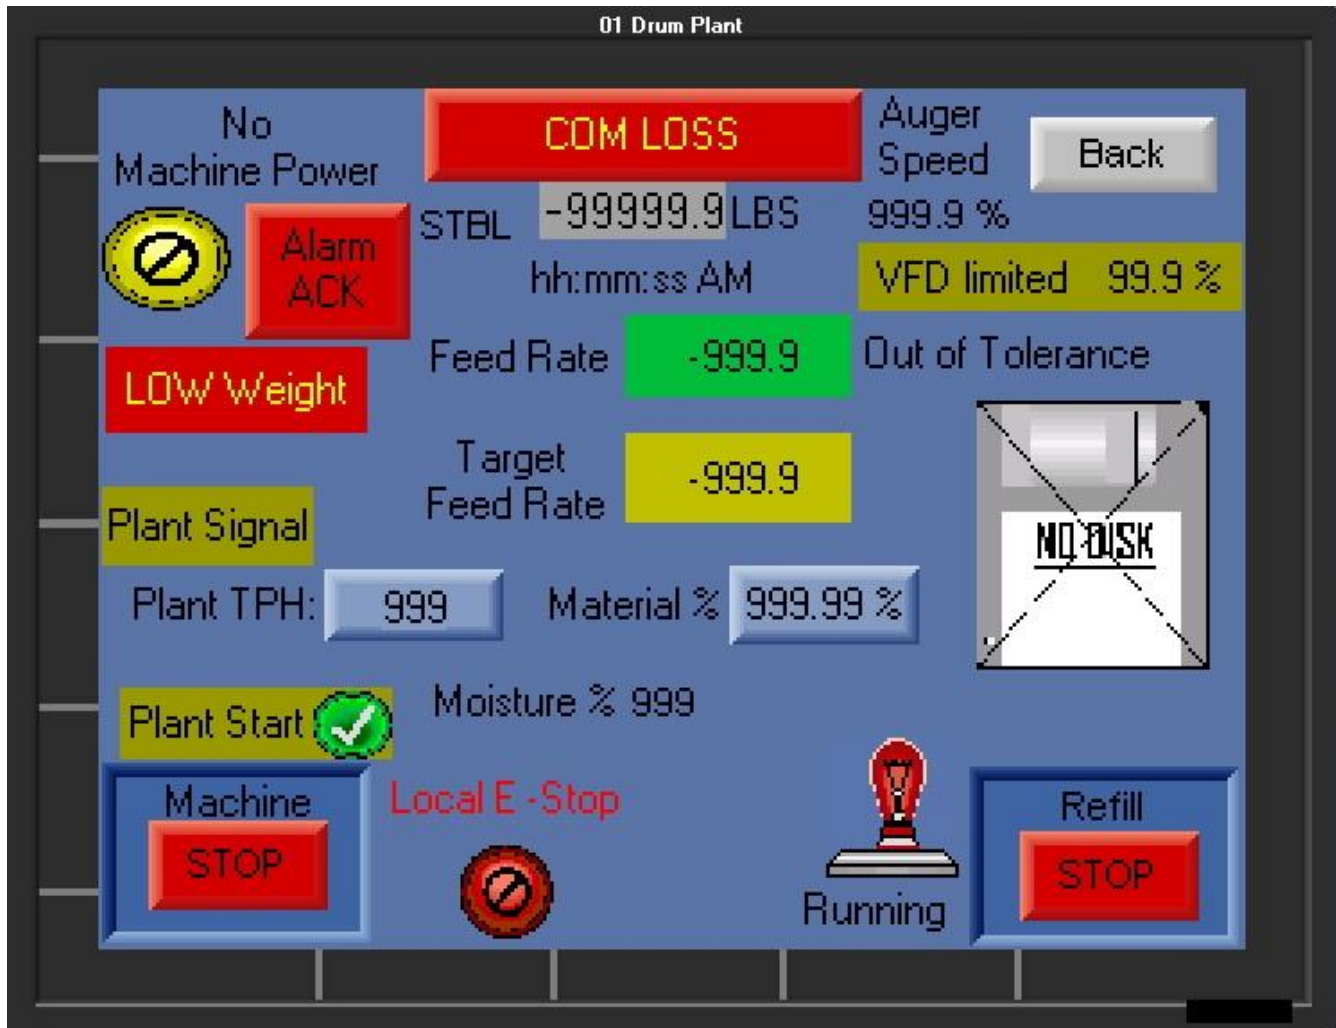 01 Drum Plant
No
Machine Power
COM LOSS
Auger
Speed
Back
999.9 %
STBL -99999.9 LBS
Alarm
ACK
hh:mm:ss AM
VFD limited 99.9 %
Feed Rate -999.9
Out of Tolerance
LOW Weight
Target
Feed Rate
-999.9
Plant Signal
NO DISK
Plant TPH: 999
Material % 999.99 %
Moisture % 999
Plant Start
Machine
STOP
Local E -Stop
Running
Refill
STOP